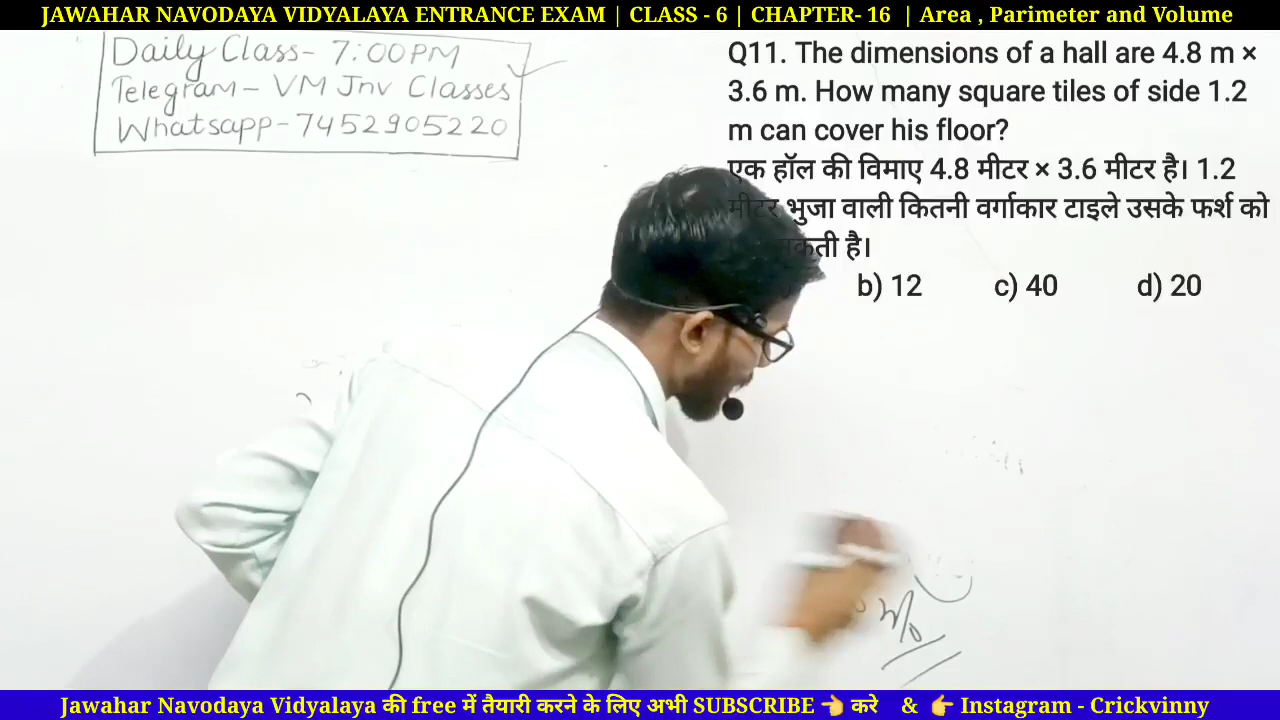 JAWAHAR NAVODAYA VIDYALAYA ENTRANCE EXAM | CLASS - 6 | CHAPTER- 16 | Area , Parimeter and Volume
Daily Class- 7:00PM
Telegram- VM Jnv Classes
Whatsapp-7452905220
Q11. The dimensions of a hall are 4.8 m ×
3.6 m. How many square tiles of side 1.2
m can cover his floor?
एक हॉल की विमाए 4.8 मीटर × 3.6 मीटर है। 1.2
मीटर भुजा वाली कितनी वर्गाकार टाइले उसके फर्श को
है।
b) 12 c) 40 d) 20
Jawahar Navodaya Vidyalaya की free में तैयारी करने के लिए अभी SUBSCRIBE 👈 करे & 👉 Instagram - Crickvinny